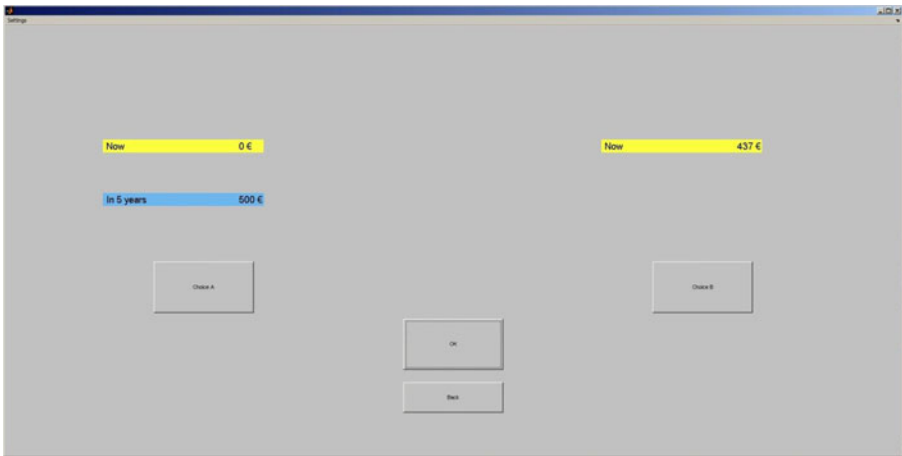 Settings
Now 0 €
Now 437 €
In 5 years 500 €
Choice A
Choice B
OK
Back